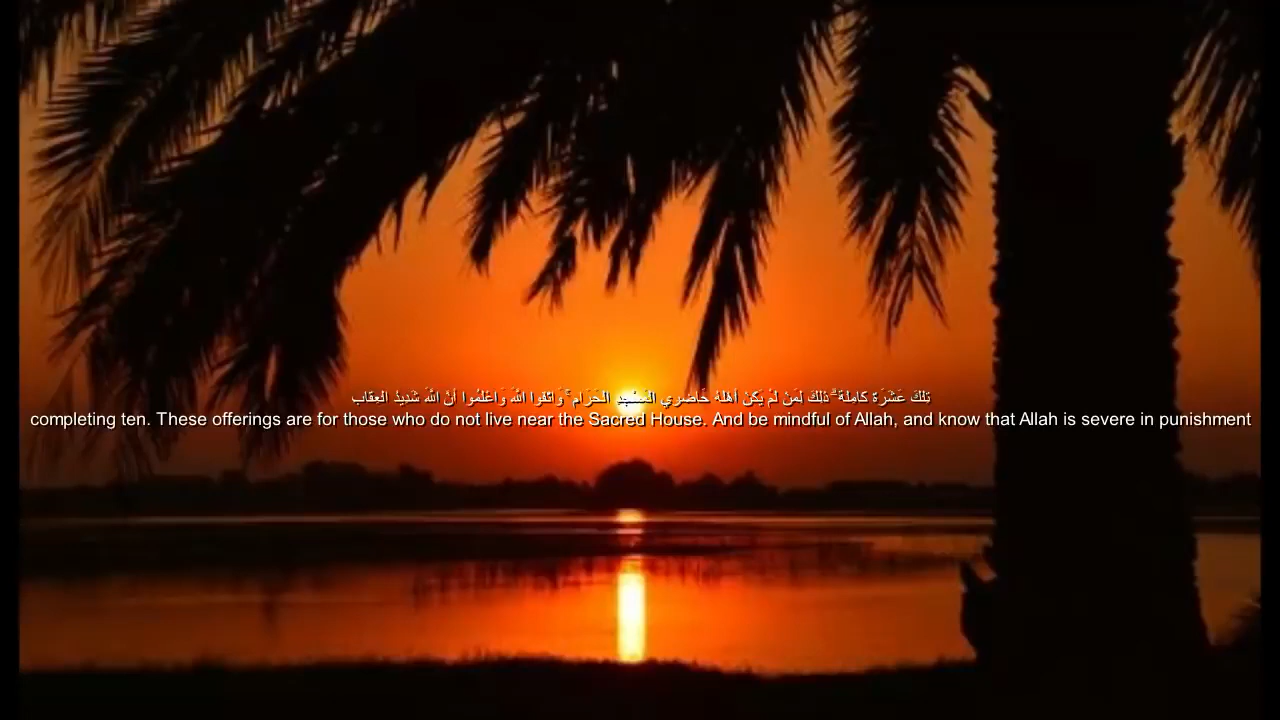 تِلْكَ عَشَرَةٌ كَامِلَةٌ ۗ ذَٰلِكَ لِمَن لَّمْ يَكُنْ أَهْلُهُ حَاضِرِي الْمَسْجِدِ الْحَرَامِ ۚ وَاتَّقُوا اللَّهَ وَاعْلَمُوا أَنَّ اللَّهَ شَدِيدُ الْعِقَابِ
completing ten. These offerings are for those who do not live near the Sacred House. And be mindful of Allah, and know that Allah is severe in punishment